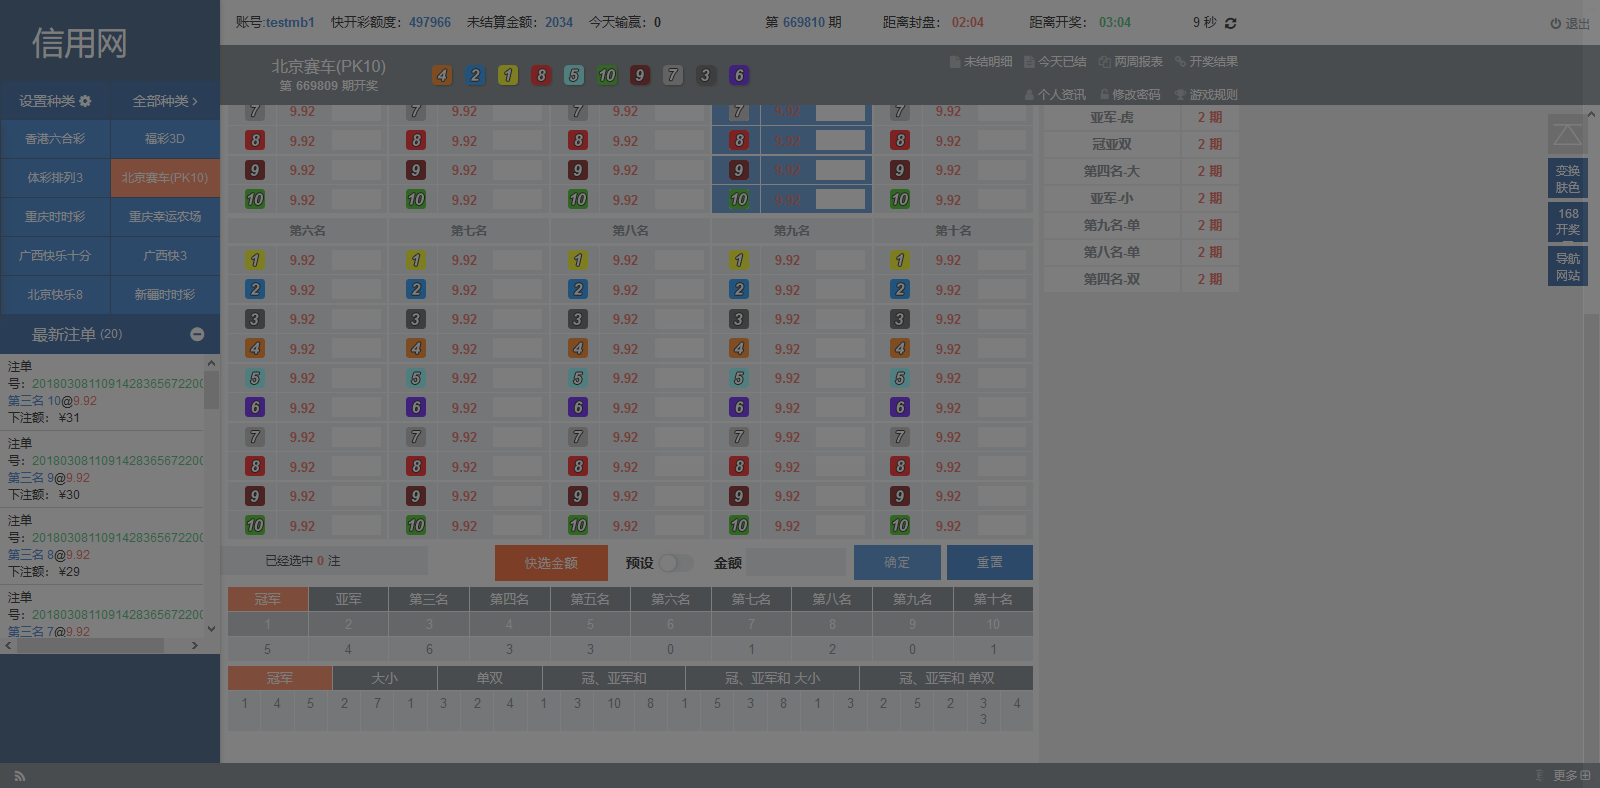 信用网
账号:testmb1 快开彩额度：497966 未结算金额：2034 今天输赢：0 第 669810 期 距离封盘：02:04 距离开奖：03:04 9 秒 退出
北京赛车(PK10)
第 669809 期开奖
4 2 1 8 5 10 9 7 3 6
未结明细 今天已结 两周报表 开奖结果
个人资讯 修改密码 游戏规则
设置种类 全部种类
香港六合彩 福彩3D
体彩排列3 北京赛车(PK10)
重庆时时彩 重庆幸运农场
广西快乐十分 广西快3
北京快乐8 新疆时时彩
最新注单 (20)
注单
号：2018030811091428365672200
第三名 10@9.92
下注额：¥31
注单
号：2018030811091428365672200
第三名 9@9.92
下注额：¥30
注单
号：2018030811091428365672200
第三名 8@9.92
下注额：¥29
注单
号：2018030811091428365672200
第三名 7@9.92
7 9.92 7 9.92 7 9.92 7 9.92 7 9.92
8 9.92 8 9.92 8 9.92 8 9.92 8 9.92
9 9.92 9 9.92 9 9.92 9 9.92 9 9.92
10 9.92 10 9.92 10 9.92 10 9.92 10 9.92
第六名 第七名 第八名 第九名 第十名
1 9.92 1 9.92 1 9.92 1 9.92 1 9.92
2 9.92 2 9.92 2 9.92 2 9.92 2 9.92
3 9.92 3 9.92 3 9.92 3 9.92 3 9.92
4 9.92 4 9.92 4 9.92 4 9.92 4 9.92
5 9.92 5 9.92 5 9.92 5 9.92 5 9.92
6 9.92 6 9.92 6 9.92 6 9.92 6 9.92
7 9.92 7 9.92 7 9.92 7 9.92 7 9.92
8 9.92 8 9.92 8 9.92 8 9.92 8 9.92
9 9.92 9 9.92 9 9.92 9 9.92 9 9.92
10 9.92 10 9.92 10 9.92 10 9.92 10 9.92
已经选中 0 注 快选金额 预设 金额 确定 重置
冠军 亚军 第三名 第四名 第五名 第六名 第七名 第八名 第九名 第十名
1 2 3 4 5 6 7 8 9 10
5 4 6 3 3 0 1 2 0 1
冠军 大小 单双 冠、亚军和 冠、亚军和 大小 冠、亚军和 单双
1 4 5 2 7 1 3 2 4 1 3 10 8 1 5 3 8 1 3 2 5 2 3 4
3
亚军-虎 2 期
冠亚双 2 期
第四名-大 2 期
亚军-小 2 期
第九名-单 2 期
第八名-单 2 期
第四名-双 2 期
变换
肤色
168
开奖
导航
网站
更多